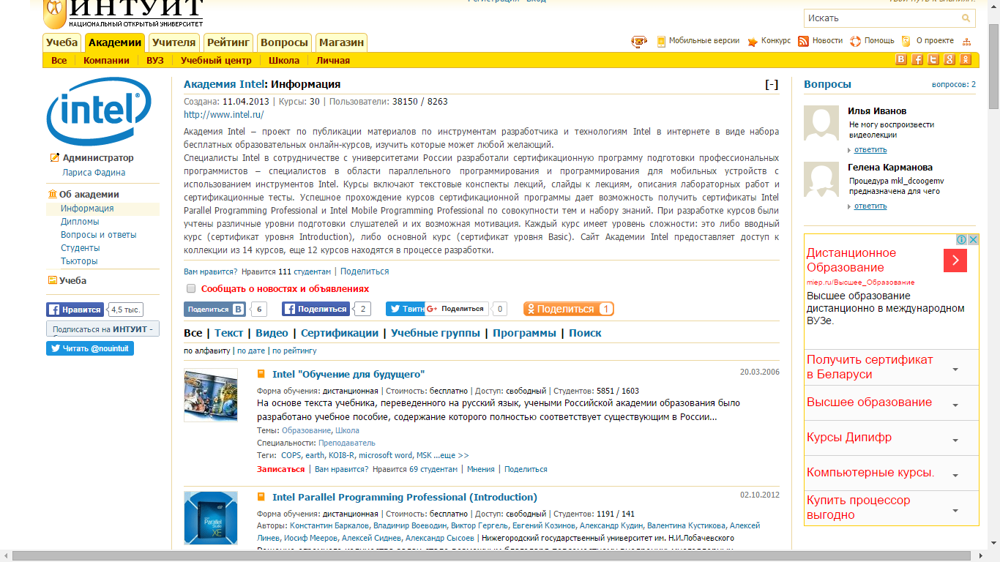 ИНТУИТ
НАЦИОНАЛЬНЫЙ ОТКРЫТЫЙ УНИВЕРСИТЕТ
Искать
Учеба Академии Учителя Рейтинг Вопросы Магазин
Мобильные версии Конкурс Новости Помощь О проекте
Все Компании ВУЗ Учебный центр Школа Личная
intel
Администратор
Лариса Фадина
Об академии
Информация
Дипломы
Вопросы и ответы
Студенты
Тьюторы
Учеба
Нравится 4,5 тыс.
Подписаться на ИНТУИТ -
Читать @nouintuit
Академия Intel: Информация [-]
Создана: 11.04.2013 | Курсы: 30 | Пользователи: 38150 / 8263
http://www.intel.ru/
Академия Intel – проект по публикации материалов по инструментам разработчика и технологиям Intel в интернете в виде набора
бесплатных образовательных онлайн-курсов, изучить которые может любой желающий.
Специалисты Intel в сотрудничестве с университетами России разработали сертификационную программу подготовки профессиональных
программистов – специалистов в области параллельного программирования и программирования для мобильных устройств с
использованием инструментов Intel. Курсы включают текстовые конспекты лекций, слайды к лекциям, описания лабораторных работ и
сертификационные тесты. Успешное прохождение курсов сертификационной программы дает возможность получить сертификаты Intel
Parallel Programming Professional и Intel Mobile Programming Professional по совокупности тем и набору знаний. При разработке курсов были
учтены различные уровни подготовки слушателей и их возможная мотивация. Каждый курс имеет уровень сложности: это либо вводный
курс (сертификат уровня Introduction), либо основной курс (сертификат уровня Basic). Сайт Академии Intel предоставляет доступ к
коллекции из 14 курсов, еще 12 курсов находятся в процессе разработки.
Вам нравится? Нравится 111 студентам | Поделиться
Сообщать о новостях и объявлениях
Поделиться В 6 Поделиться 2 Твитн G+ Поделиться 0 Поделиться 1
Все | Текст | Видео | Сертификации | Учебные группы | Программы | Поиск
по алфавиту | по дате | по рейтингу
Intel "Обучение для будущего" 20.03.2006
Форма обучения: дистанционная | Стоимость: бесплатно | Доступ: свободный | Студентов: 5851 / 1603
На основе текста учебника, переведенного на русский язык, учеными Российской академии образования было
разработано учебное пособие, содержание которого полностью соответствует существующим в России...
Темы: Образование, Школа
Специальности: Преподаватель
Теги: COPS, earth, KOI8-R, microsoft word, MSK ...еще >>
Записаться | Вам нравится? Нравится 69 студентам | Мнения | Поделиться
Intel Parallel Programming Professional (Introduction) 02.10.2012
Форма обучения: дистанционная | Стоимость: бесплатно | Доступ: свободный | Студентов: 1191 / 141
Авторы: Константин Баркалов, Владимир Воеводин, Виктор Гергель, Евгений Козинов, Александр Кудин, Валентина Кустикова, Алексей
Линев, Иосиф Мееров, Алексей Сиднев, Александр Сысоев | Нижегородский государственный университет им. Н.И.Лобачевского
Parallel
Studio
XE
Вопросы вопросов: 2
Илья Иванов
Не могу воспроизвести
видеолекции
ответить
Гелена Карманова
Процедура mkl_dcoogemv
предназначена для чего
ответить
Дистанционное
Образование
miep.ru/Высшее_Образование
Высшее образование
дистанционно в международном
ВУЗе.
Получить сертификат
в Беларуси
Высшее образование
Курсы Дипифр
Компьютерные курсы.
Купить процессор
выгодно